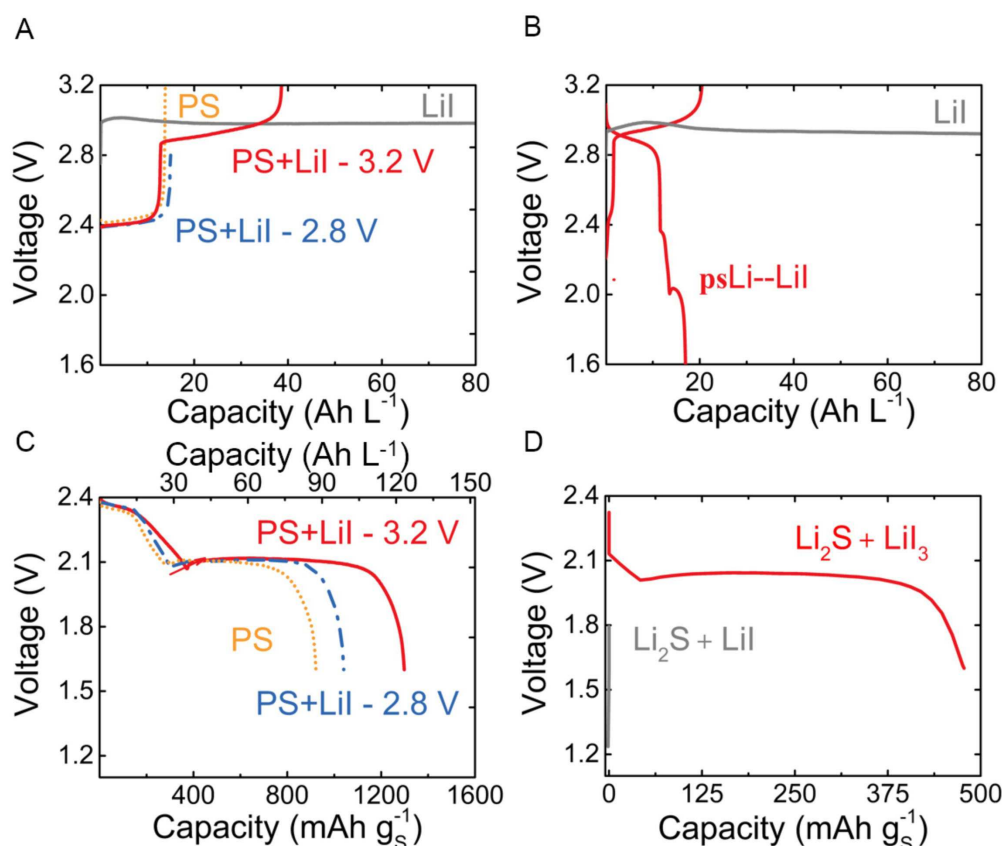 A
3.2
2.8
2.4
2.0
1.6
Voltage (V)
PS
LiI
PS+LiI - 3.2 V
PS+LiI - 2.8 V
20 40 60 80
Capacity (Ah L⁻¹)
B
3.2
2.8
2.4
2.0
1.6
Voltage (V)
LiI
psLi--LiI
0 20 40 60 80
Capacity (Ah L⁻¹)
C
Capacity (Ah L⁻¹)
0 30 60 90 120 150
2.4
2.1
1.8
1.5
1.2
Voltage (V)
PS+LiI - 3.2 V
PS
PS+LiI - 2.8 V
400 800 1200 1600
Capacity (mAh gₛ⁻¹)
D
2.4
2.1
1.8
1.5
1.2
Voltage (V)
Li₂S + LiI₃
Li₂S + LiI
0 125 250 375 500
Capacity (mAh gₛ⁻¹)